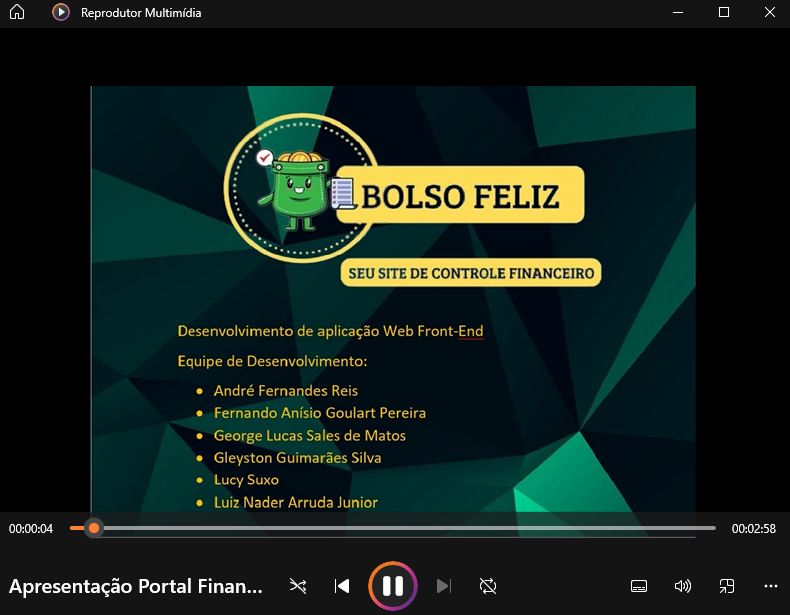 Reprodutor Multimídia
BOLSO FELIZ
SEU SITE DE CONTROLE FINANCEIRO
Desenvolvimento de aplicação Web Front-End
Equipe de Desenvolvimento:
• André Fernandes Reis
• Fernando Anísio Goulart Pereira
• George Lucas Sales de Matos
• Gleyston Guimarães Silva
• Lucy Suxo
• Luiz Nader Arruda Junior
00:00:04
00:02:58
Apresentação Portal Finan...